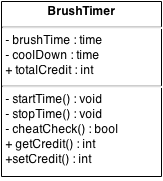 BrushTimer
- brushTime : time
- coolDown : time
+ totalCredit : int
- startTime() : void
- stopTime() : void
- cheatCheck() : bool
+ getCredit() : int
+setCredit() : int